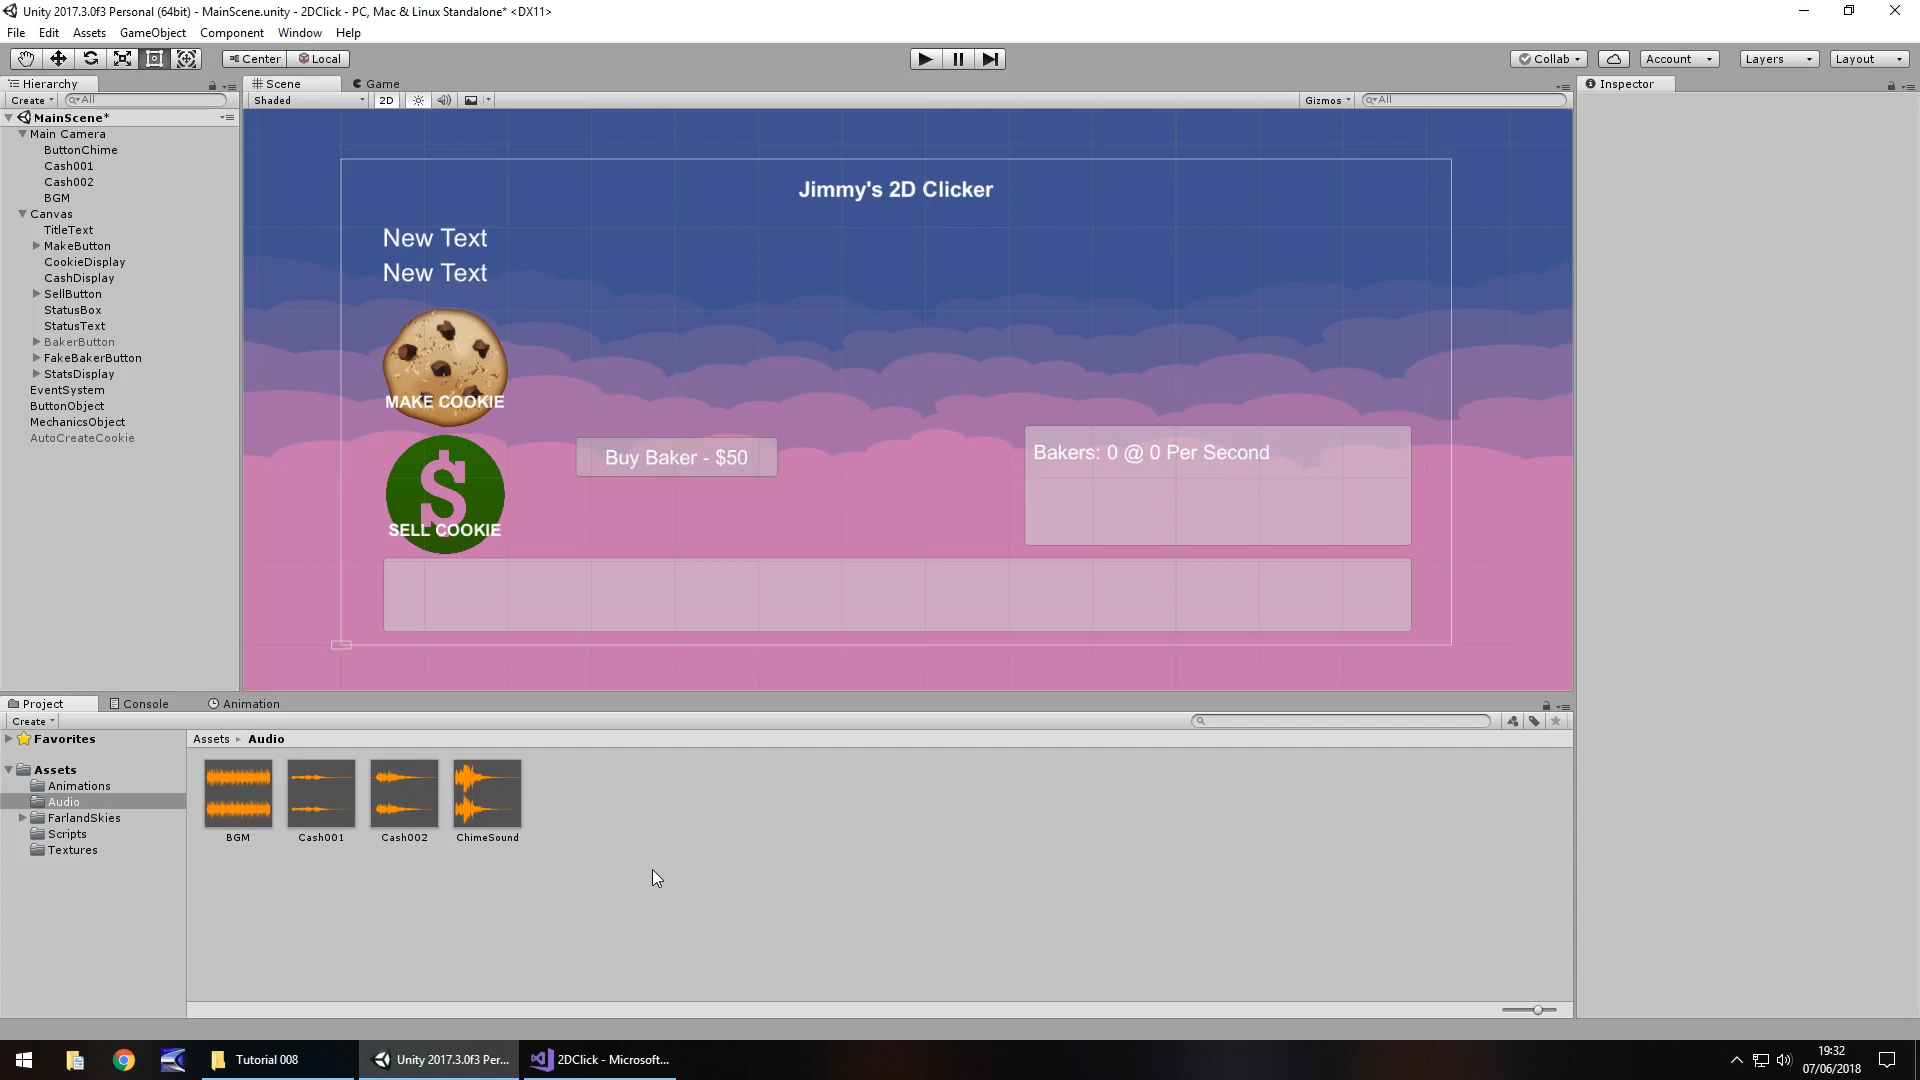 Unity 2017.3.0f3 Personal (64bit) - MainScene.unity - 2DClick - PC, Mac & Linux Standalone* <DX11>
File Edit Assets GameObject Component Window Help
Center Local Collab Account Layers Layout
Hierarchy Scene Game Inspector
Create All Shaded 2D Gizmos All
MainScene*
Main Camera
ButtonChime
Cash001
Cash002
BGM
Canvas
TitleText
MakeButton
CookieDisplay
CashDisplay
SellButton
StatusBox
StatusText
BakerButton
FakeBakerButton
StatsDisplay
EventSystem
ButtonObject
MechanicsObject
AutoCreateCookie
Jimmy's 2D Clicker
New Text
New Text
MAKE COOKIE
Buy Baker - $50
Bakers: 0 @ 0 Per Second
$
SELL COOKIE
Project Console Animation
Create
Favorites
Assets
Animations
Audio
FarlandSkies
Scripts
Textures
Assets Audio
BGM Cash001 Cash002 ChimeSound
Tutorial 008 Unity 2017.3.0f3 Per... 2DClick - Microsoft...
19:32
07/06/2018